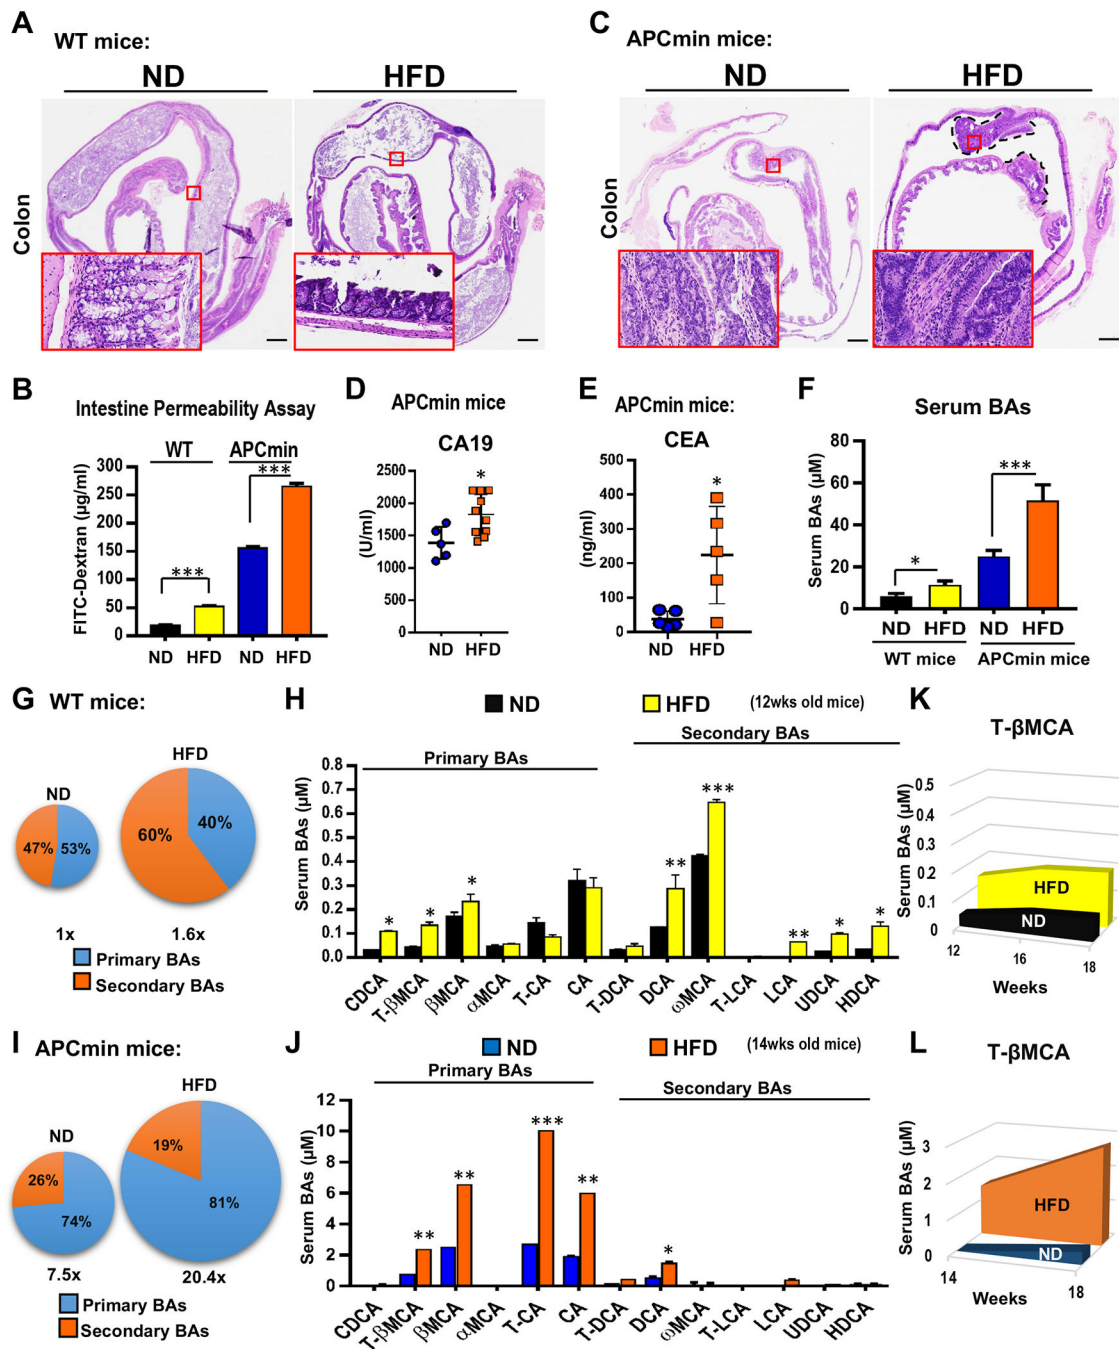 A WT mice:
ND HFD
Colon
C APCmin mice:
ND HFD
Colon
B
Intestine Permeability Assay
WT APCmin
FITC-Dextran (µg/ml)
300
250
200
150
100
50
0
***
***
ND HFD ND HFD
D APCmin mice
CA19
(U/ml)
2500
2000
1500
1000
500
0
*
ND HFD
E APCmin mice:
CEA
(ng/ml)
500
400
300
200
100
0
*
ND HFD
F Serum BAs
Serum BAs (µM)
80
60
40
20
0
*
***
ND HFD ND HFD
WT mice APCmin mice
G WT mice:
ND
47% 53%
1x
HFD
60% 40%
1.6x
Primary BAs
Secondary BAs
H
ND HFD (12wks old mice)
Primary BAs Secondary BAs
Serum BAs (µM)
0.8
0.7
0.6
0.5
0.4
0.3
0.2
0.1
0.0
* * * ** *** ** * *
CDCA T-βMCA βMCA αMCA T-CA CA T-DCA DCA ωMCA T-LCA LCA UDCA HDCA
K
T-βMCA
Serum BAs (µM)
0.5
0.4
0.3
0.2
0.1
0
HFD
ND
12 16 18
Weeks
I APCmin mice:
ND
26%
74%
7.5x
HFD
19%
81%
20.4x
Primary BAs
Secondary BAs
J
ND HFD (14wks old mice)
Primary BAs Secondary BAs
Serum BAs (µM)
12
10
8
6
4
2
0
** ** *** ** *
CDCA T-βMCA βMCA αMCA T-CA CA T-DCA DCA ωMCA T-LCA LCA UDCA HDCA
L
T-βMCA
Serum BAs (µM)
3
2
1
0
HFD
ND
14 18
Weeks